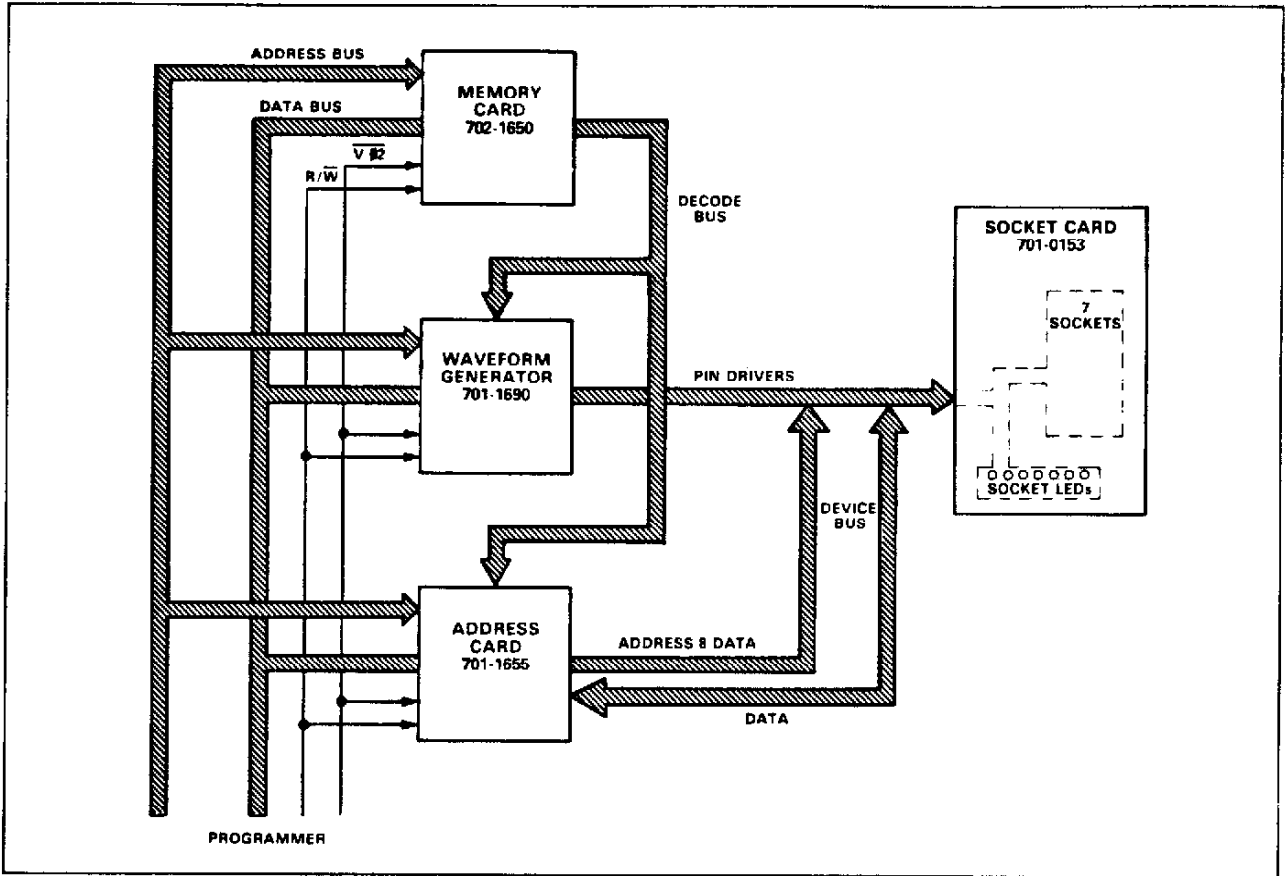 ADDRESS BUS
MEMORY
CARD
702-1650
DATA BUS
R/W̅
DECODE
BUS
SOCKET CARD
701-0153
7
SOCKETS
WAVEFORM
GENERATOR
701-1690
PIN DRIVERS
SOCKET LEDs
DEVICE
BUS
ADDRESS
CARD
701-1655
ADDRESS 8 DATA
DATA
PROGRAMMER